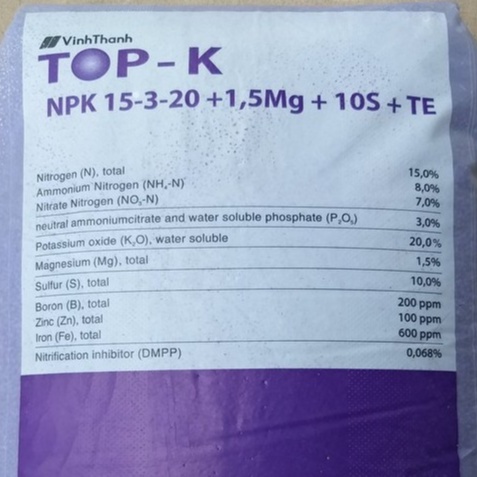 VinhThanh
TOP-K
NPK 15-3-20 +1,5Mg + 10S + TE
Nitrogen (N), total 15,0%
Ammonium Nitrogen (NH₄-N) 8,0%
Nitrate Nitrogen (NO₃-N) 7,0%
neutral ammoniumcitrate and water soluble phosphate (P₂O₅) 3,0%
Potassium oxide (K₂O), water soluble 20,0%
Magnesium (Mg), total 1,5%
Sulfur (S), total 10,0%
Boron (B), total 200 ppm
Zinc (Zn), total 100 ppm
Iron (Fe), total 600 ppm
Nitrification inhibitor (DMPP) 0,068%